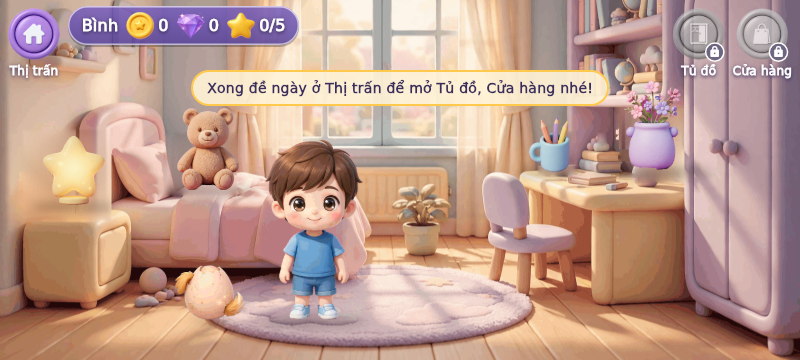 Bình 0 0 0/5
Thị trấn
Tủ đồ
Cửa hàng
Xong đề ngày ở Thị trấn để mở Tủ đồ, Cửa hàng nhé!